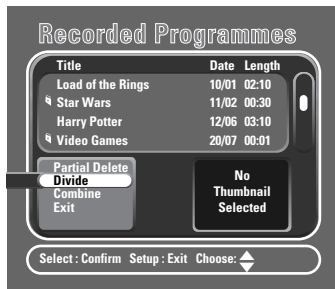 Recorded Programmes
Title Date Length
Load of the Rings 10/01 02:10
Star Wars 11/02 00:30
Harry Potter 12/06 03:10
Video Games 20/07 00:01
Partial Delete
Divide
Combine
Exit
No
Thumbnail
Selected
Select : Confirm Setup : Exit Choose: